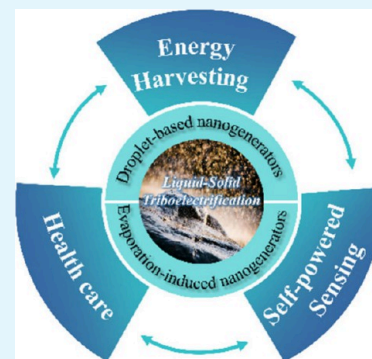 Energy
Harvesting
Droplet-based nanogenerators
Liquid-Solid
Triboelectrification
Evaporation-induced nanogenerators
Health care
Self-powered
Sensing